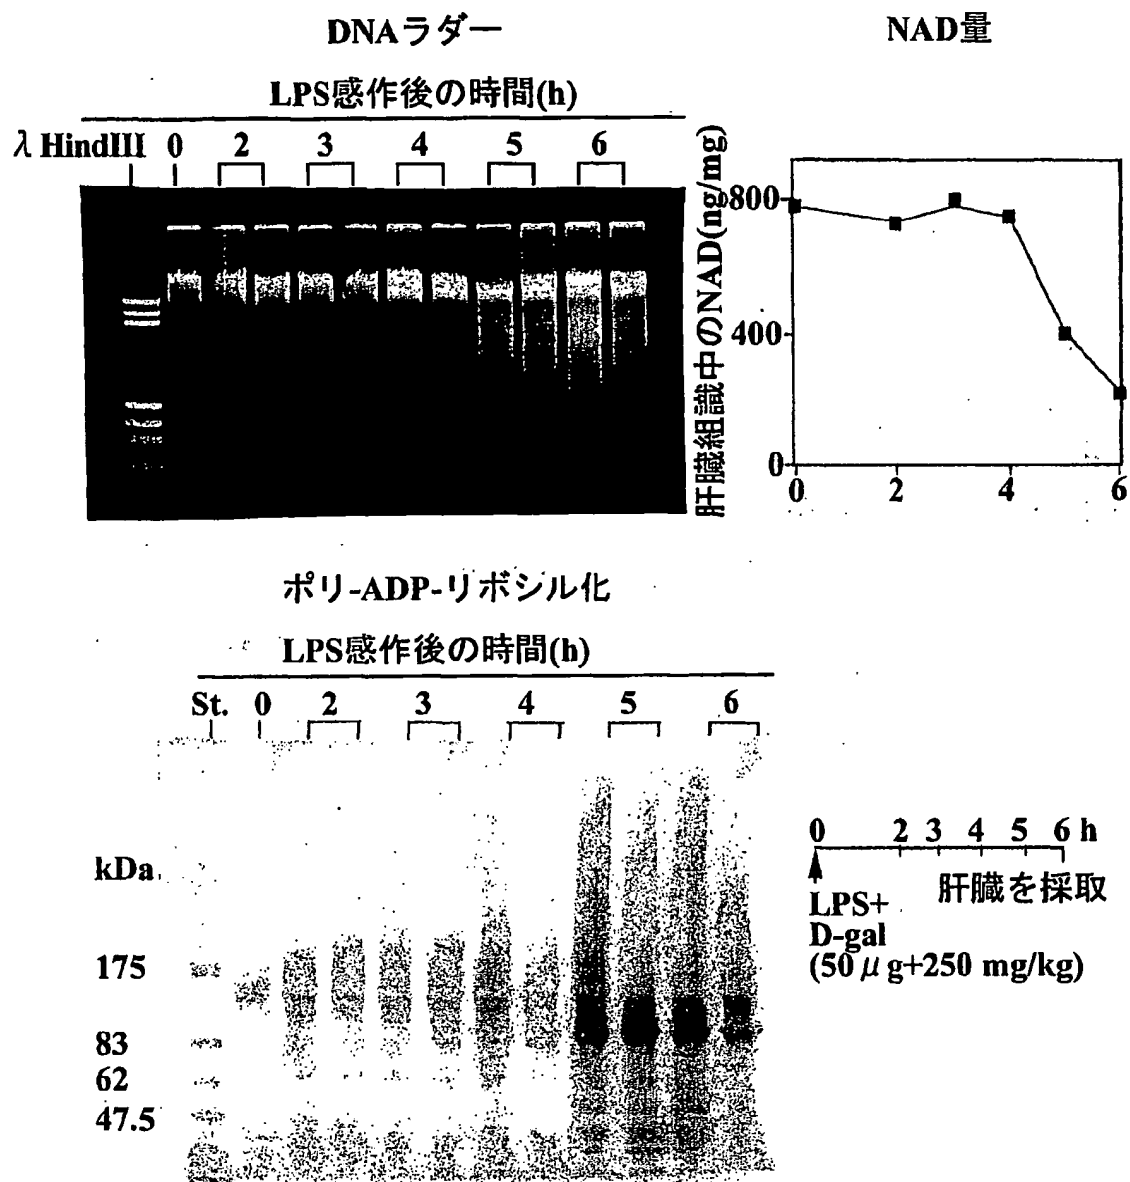 DNAラダー
LPS感作後の時間(h)
λ HindIII 0 2 3 4 5 6
NAD量
肝臓組識中のNAD(ng/mg)
800
400
0
0 2 4 6
ポリ-ADP-リボシル化
LPS感作後の時間(h)
St. 0 2 3 4 5 6
kDa
175
83
62
47.5
0 2 3 4 5 6 h
肝臓を採取
LPS+
D-gal
(50μg+250 mg/kg)